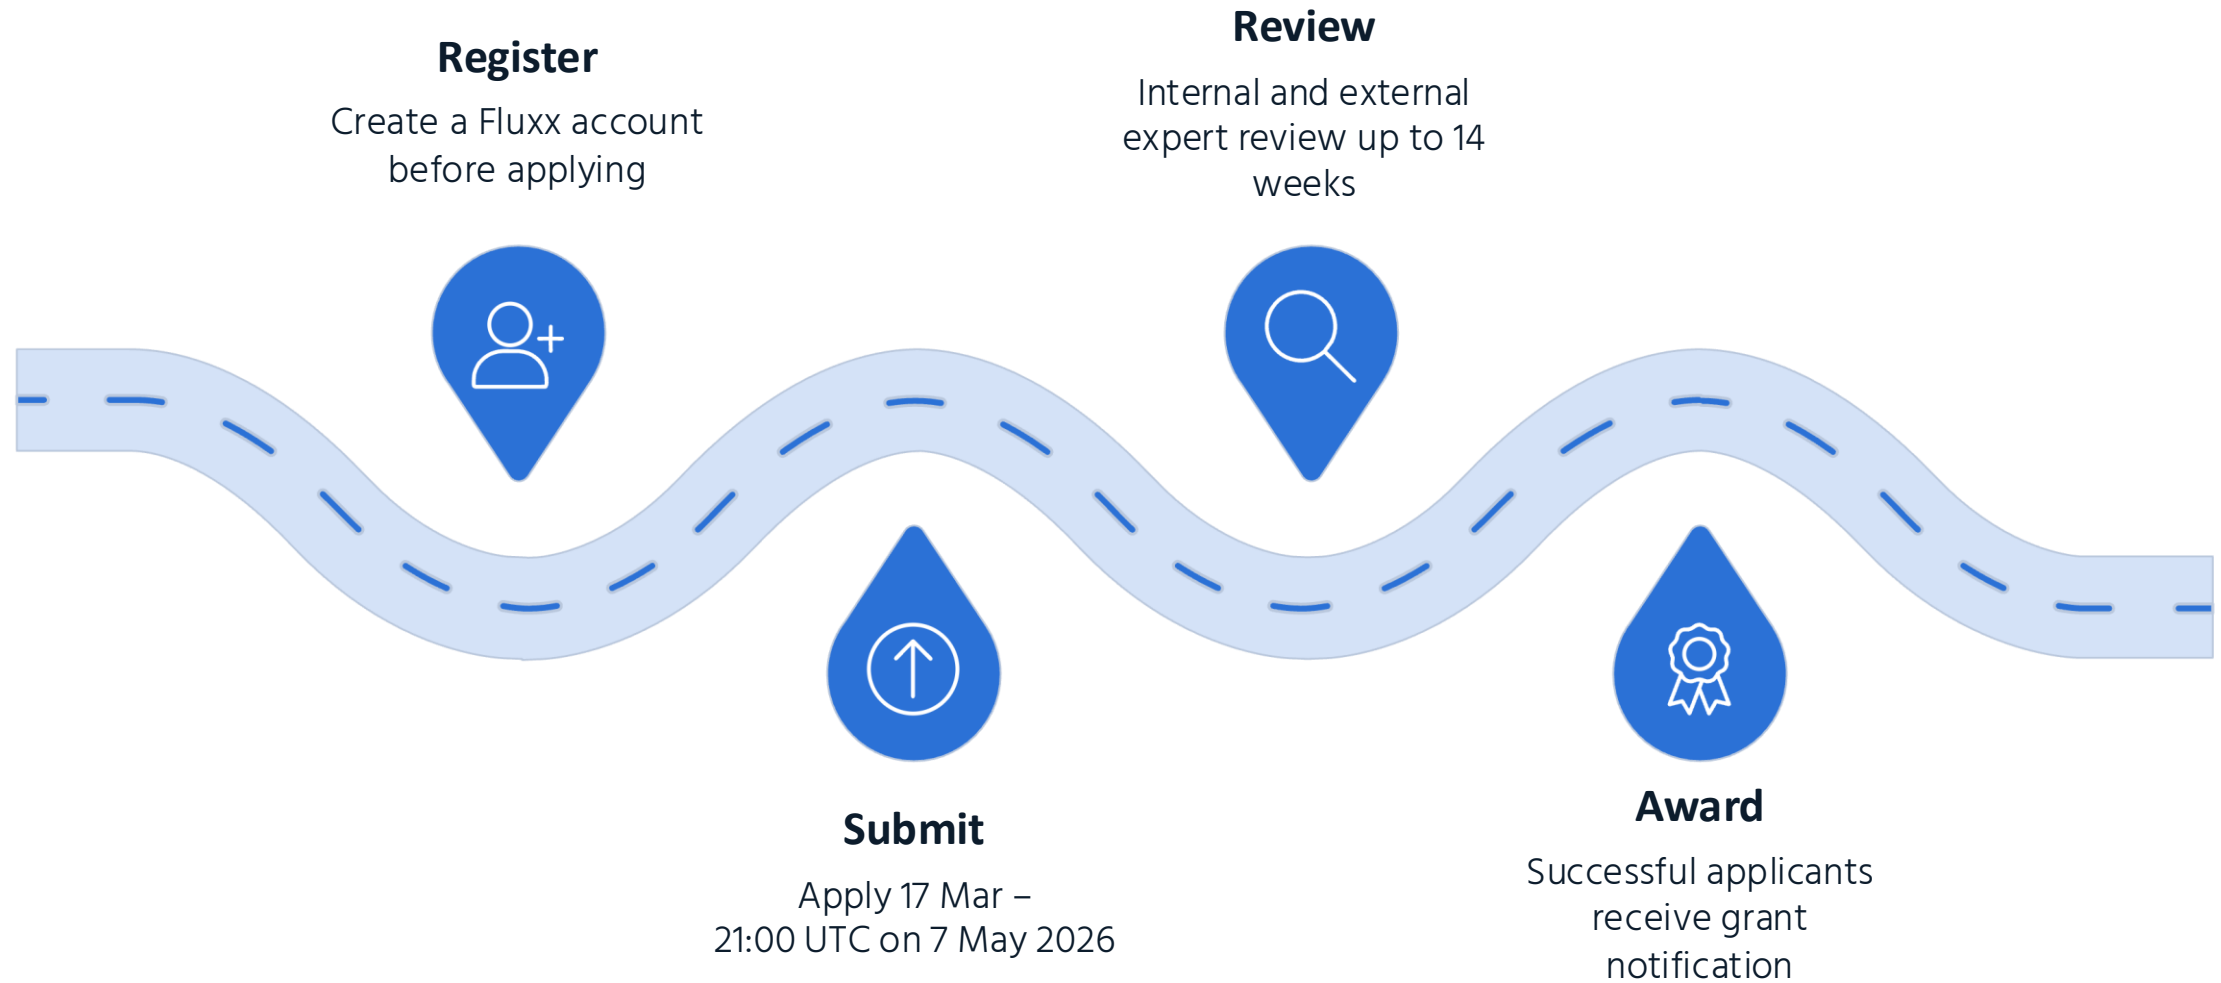 Register
Create a Fluxx account
before applying
Submit
Apply 17 Mar –
21:00 UTC on 7 May 2026
Review
Internal and external
expert review up to 14
weeks
Award
Successful applicants
receive grant
notification